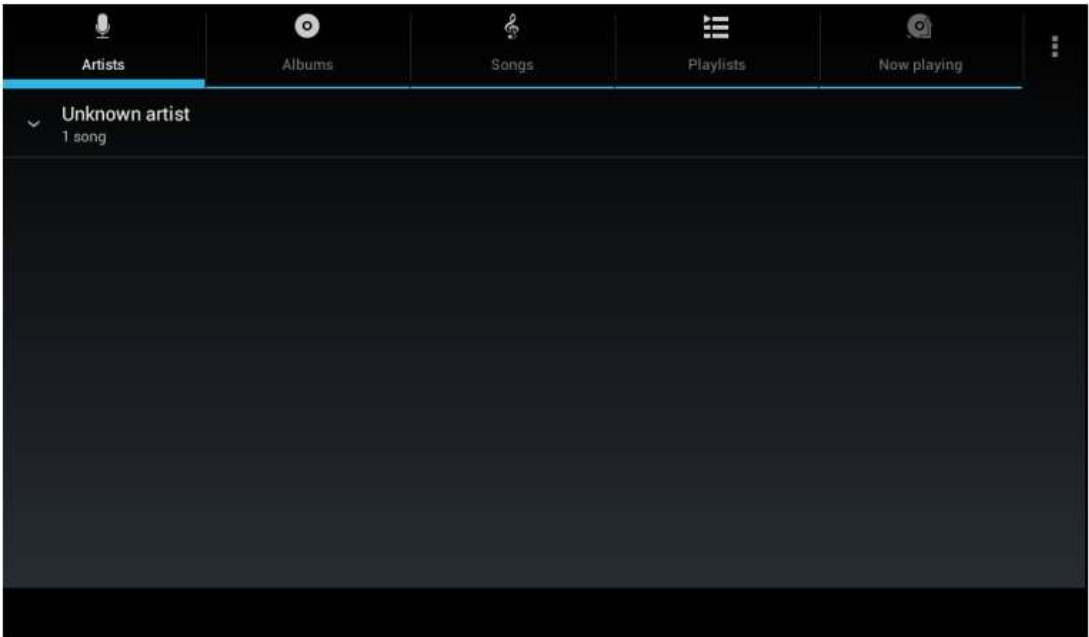 Artists
Albums
Songs
Playlists
Now playing
Unknown artist
1 song